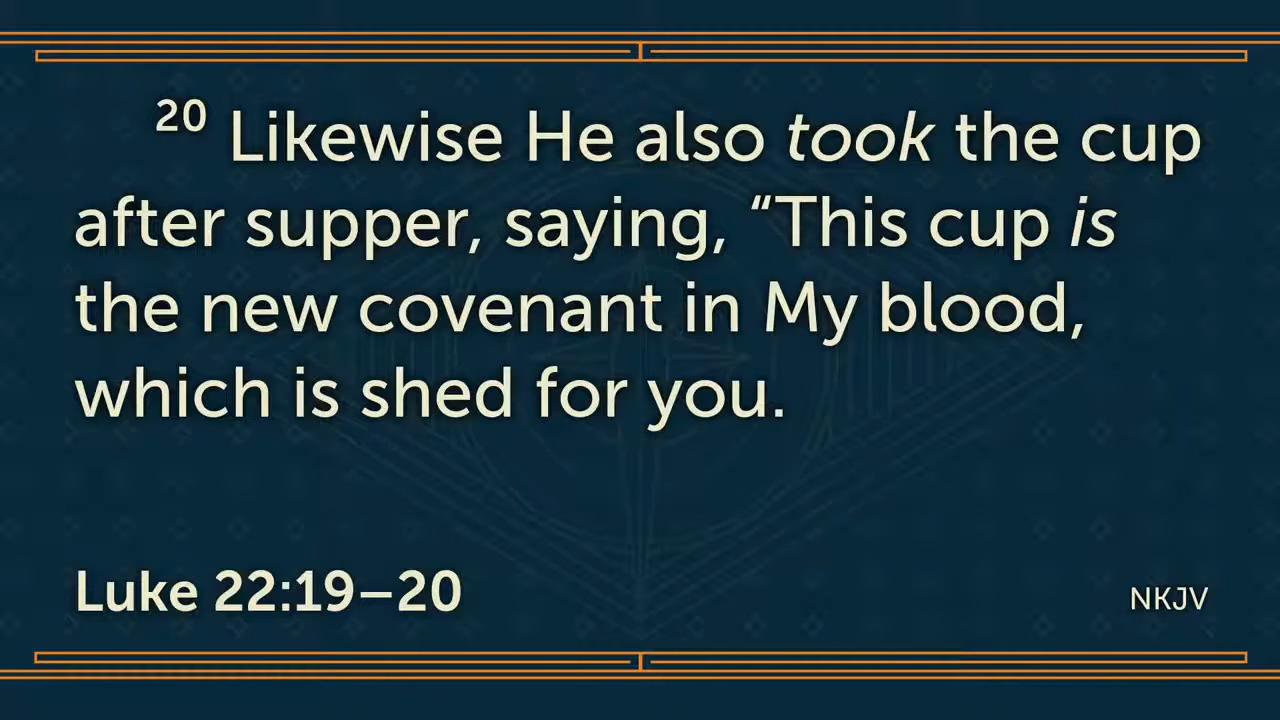 20 Likewise He also took the cup
after supper, saying, “This cup is
the new covenant in My blood,
which is shed for you.
Luke 22:19–20
NKJV